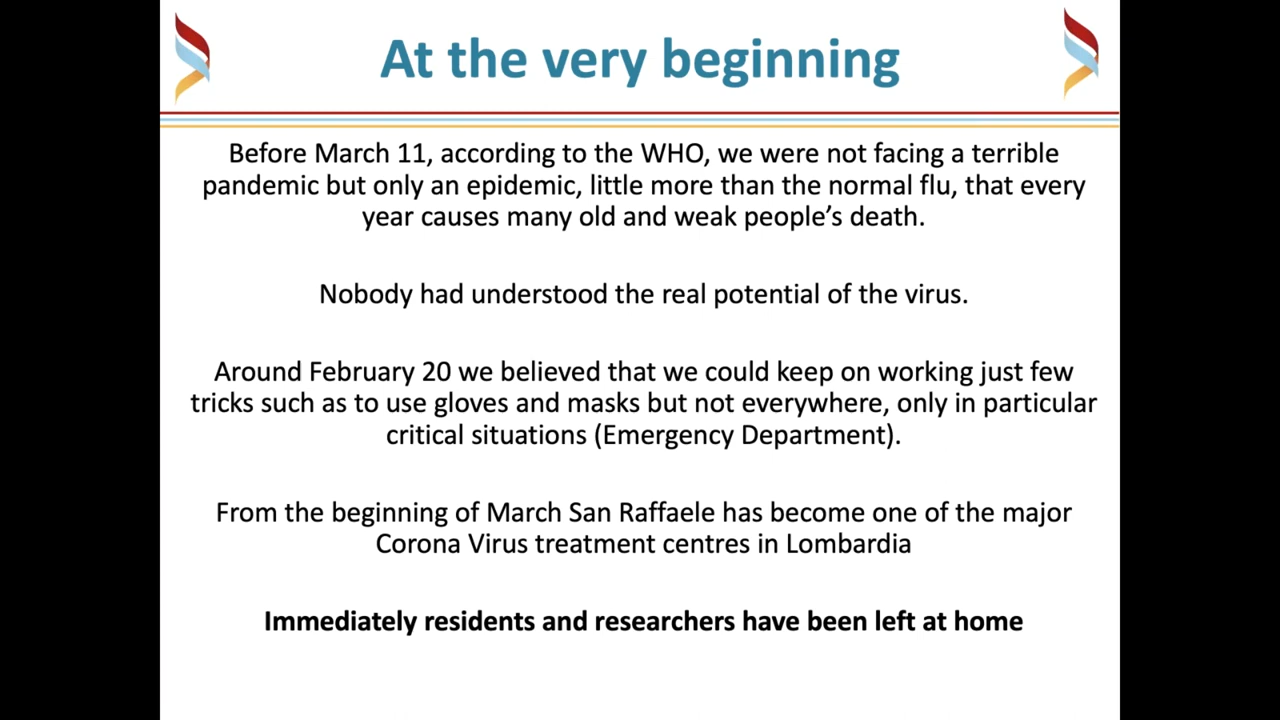 At the very beginning
Before March 11, according to the WHO, we were not facing a terrible
pandemic but only an epidemic, little more than the normal flu, that every
year causes many old and weak people’s death.
Nobody had understood the real potential of the virus.
Around February 20 we believed that we could keep on working just few
tricks such as to use gloves and masks but not everywhere, only in particular
critical situations (Emergency Department).
From the beginning of March San Raffaele has become one of the major
Corona Virus treatment centres in Lombardia
Immediately residents and researchers have been left at home